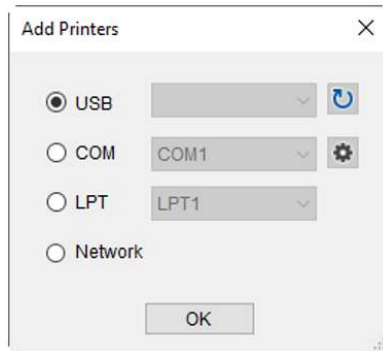 Add Printers
USB
COM COM1
LPT LPT1
Network
OK